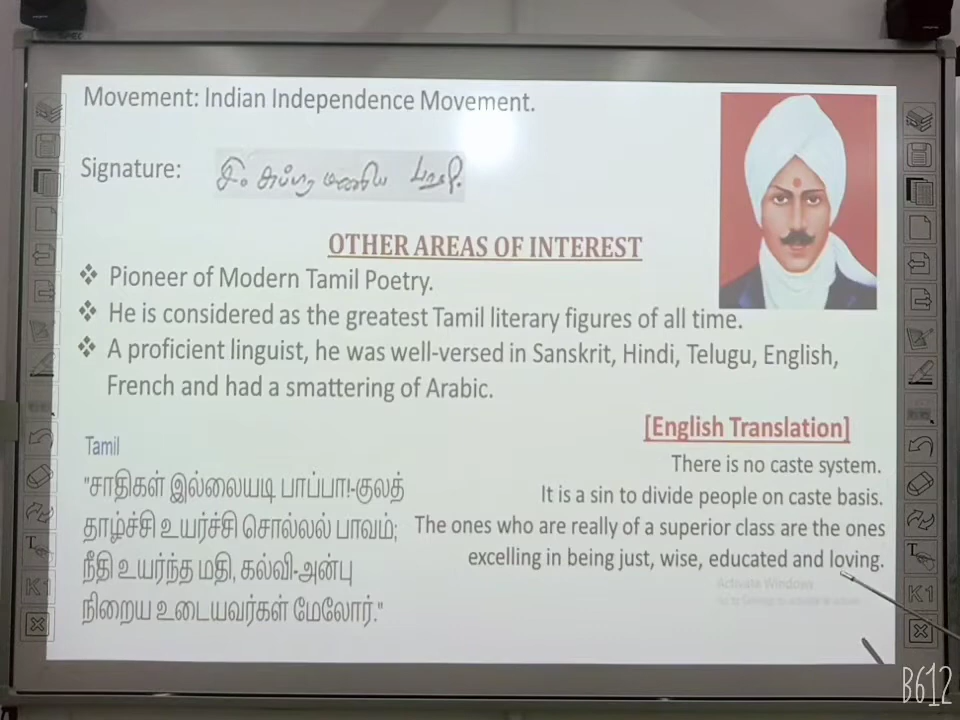 Movement: Indian Independence Movement.
Signature: சி. சுப்பிரமணிய பாரதி.
OTHER AREAS OF INTEREST
❖ Pioneer of Modern Tamil Poetry.
❖ He is considered as the greatest Tamil literary figures of all time.
❖ A proficient linguist, he was well-versed in Sanskrit, Hindi, Telugu, English,
French and had a smattering of Arabic.
Tamil
"சாதிகள் இல்லையடி பாப்பா!-குலத்
தாழ்ச்சி உயர்ச்சி சொல்லல் பாவம்;
நீதி உயர்ந்த மதி, கல்வி-அன்பு
நிறைய உடையவர்கள் மேலோர்."
[English Translation]
There is no caste system.
It is a sin to divide people on caste basis.
The ones who are really of a superior class are the ones
excelling in being just, wise, educated and loving.
Activate Windows
K1
K1
B612